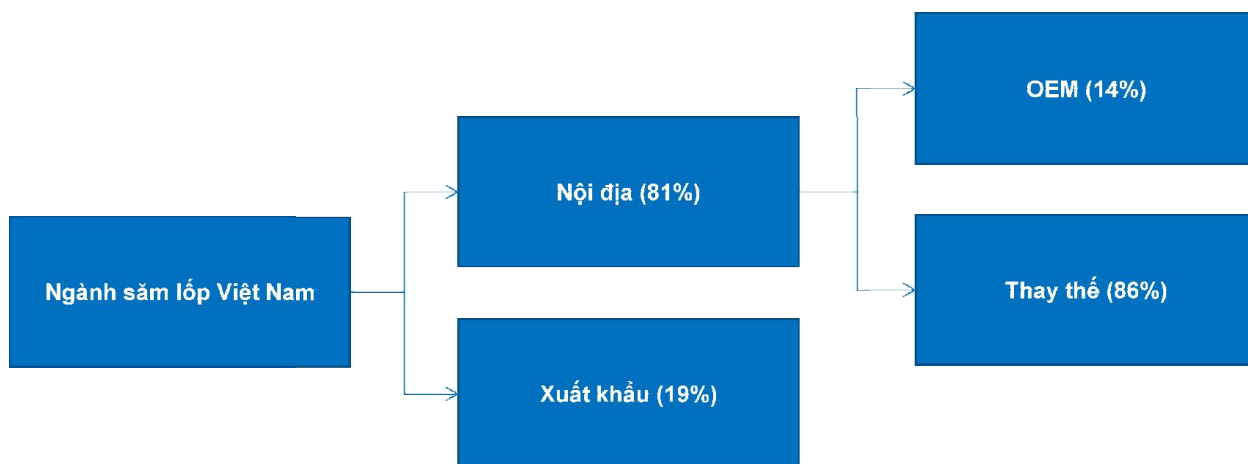 Ngành săm lốp Việt Nam
Nội địa (81%)
Xuất khẩu (19%)
OEM (14%)
Thay thế (86%)